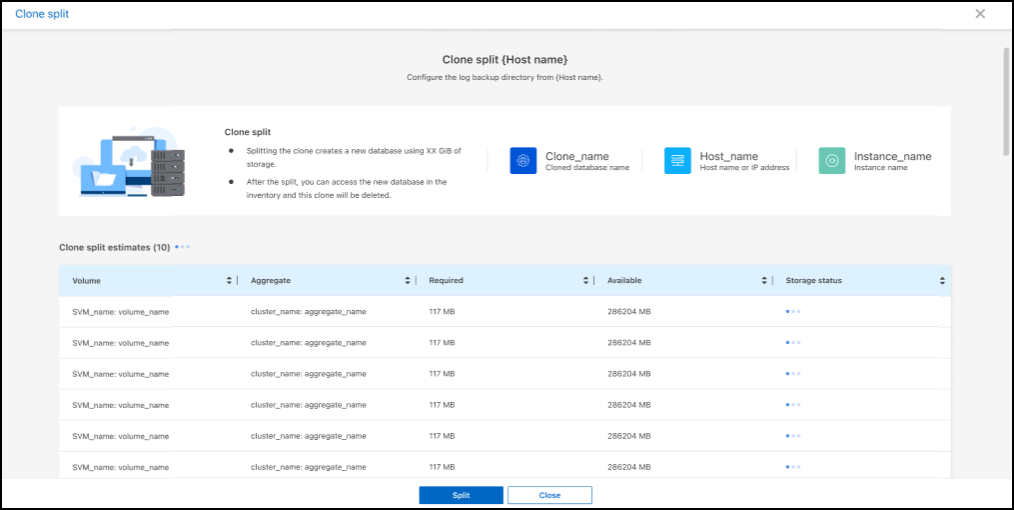 Clone split
Clone split {Host name}
Configure the log backup directory from {Host name}.
Clone split
Splitting the clone creates a new database using XX GiB of
storage.
After the split, you can access the new database in the
inventory and this clone will be deleted.
Clone_name
Cloned database name
Host_name
Host name or IP address
Instance_name
Instance name
Clone split estimates (10)
Volume Aggregate Required Available Storage status
SVM_name: volume_name cluster_name: aggregate_name 117 MB 286204 MB
SVM_name: volume_name cluster_name: aggregate_name 117 MB 286204 MB
SVM_name: volume_name cluster_name: aggregate_name 117 MB 286204 MB
SVM_name: volume_name cluster_name: aggregate_name 117 MB 286204 MB
SVM_name: volume_name cluster_name: aggregate_name 117 MB 286204 MB
SVM_name: volume_name cluster_name: aggregate_name 117 MB 286204 MB
Split Close